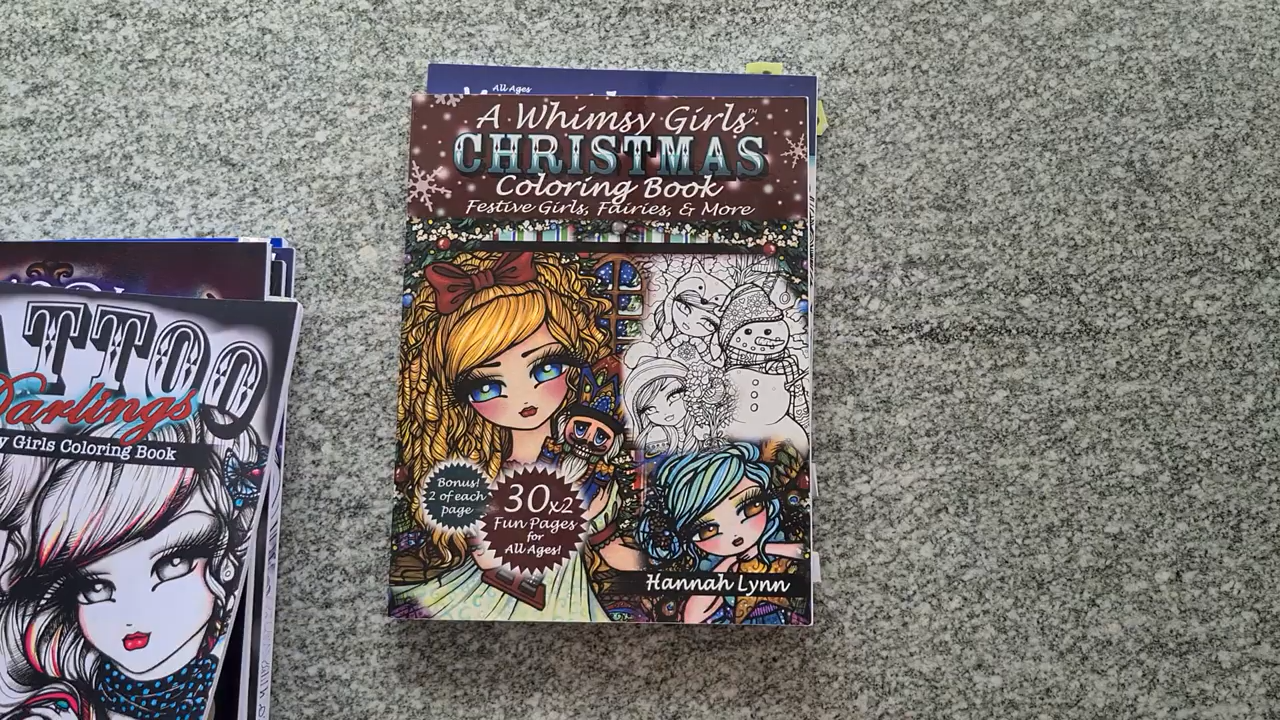 All Ages
A Whimsy Girls™
CHRISTMAS
Coloring Book
Festive Girls, Fairies, & More
Bonus!
2 of each
page
30x2
Fun Pages
for
All Ages!
Hannah Lynn
TTOO
Darlings
y Girls Coloring Book